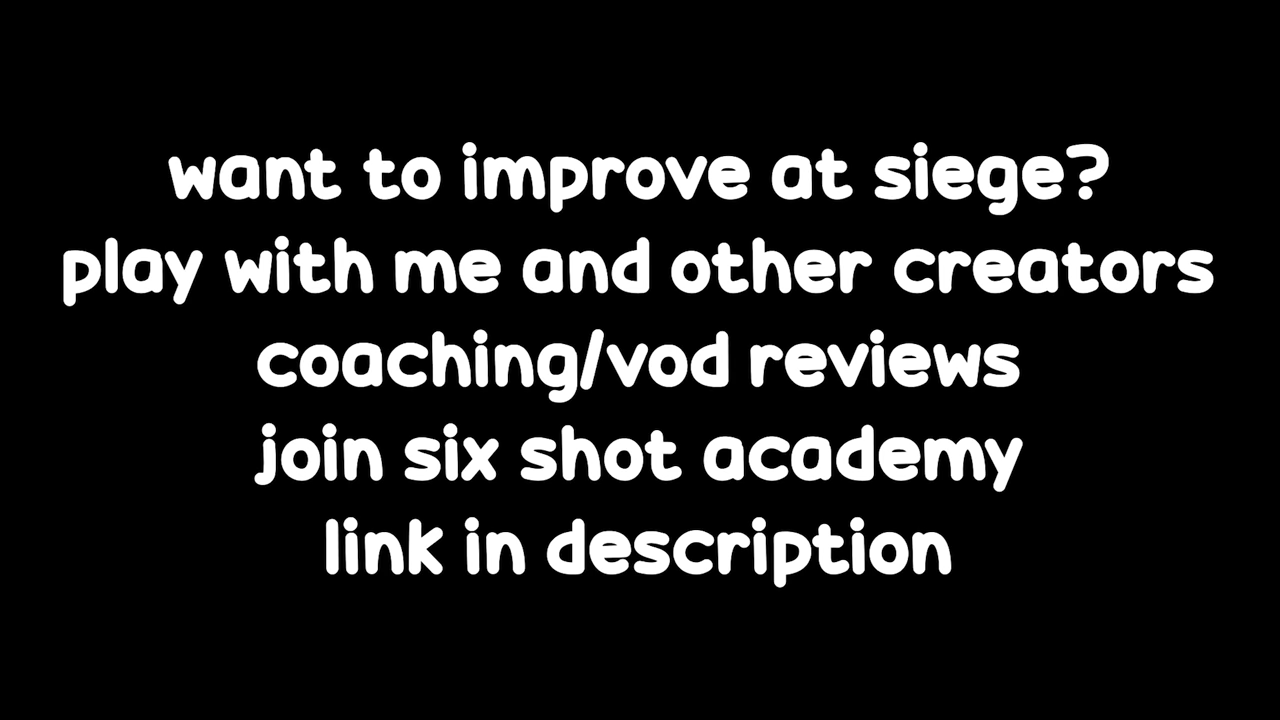 want to improve at siege?
play with me and other creators
coaching/vod reviews
join six shot academy
link in description